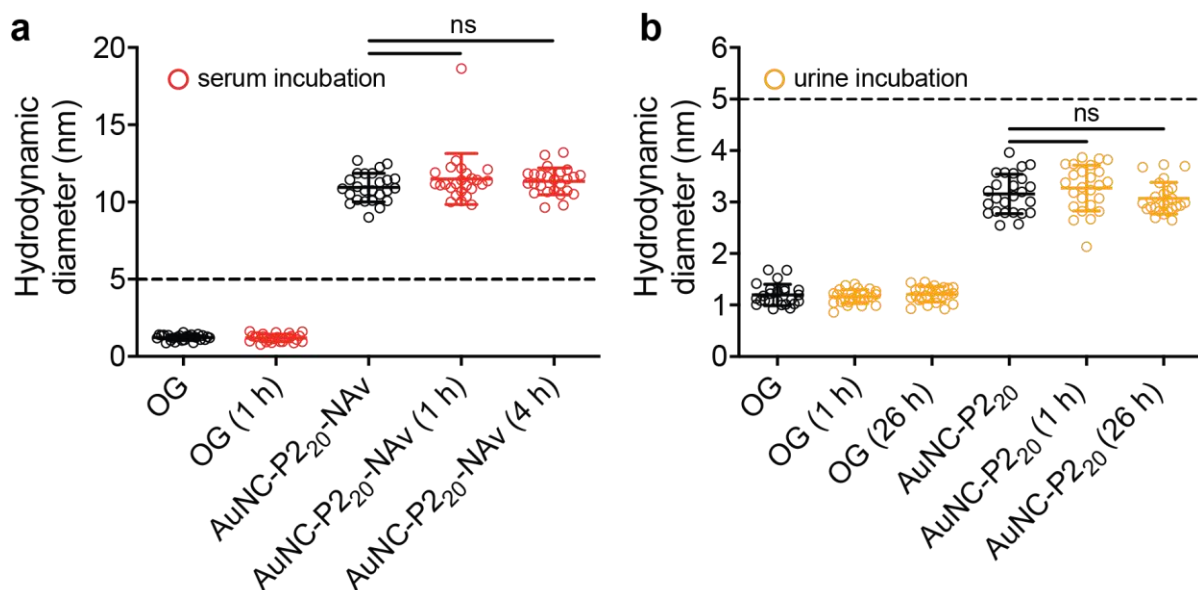 a
ns
20
15
10
5
0
Hydrodynamic
diameter (nm)
serum incubation
OG
OG (1 h)
AuNC-P2₂₀-NAv
AuNC-P2₂₀-NAv (1 h)
AuNC-P2₂₀-NAv (4 h)
b
6
5
4
3
2
1
0
Hydrodynamic
diameter (nm)
urine incubation
ns
OG
OG (1 h)
OG (26 h)
AuNC-P2₂₀
AuNC-P2₂₀ (1 h)
AuNC-P2₂₀ (26 h)